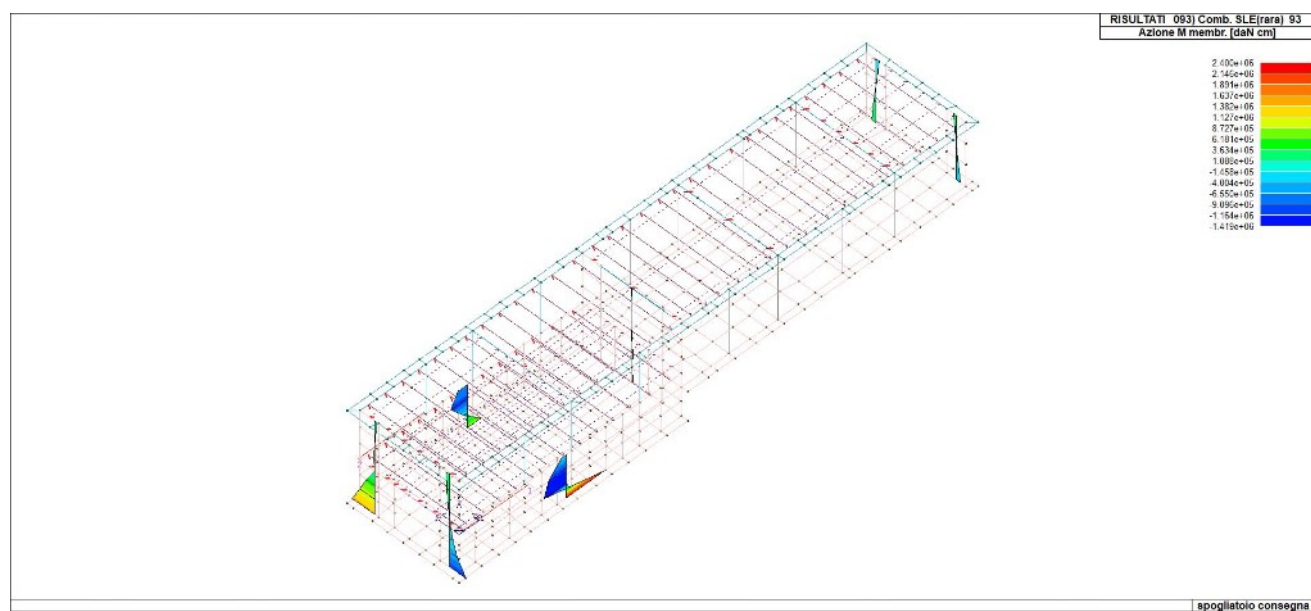 RISULTATI 093) Comb. SLE(rara) 93
Azione M membr. [daN cm]
2.400e+06
2.146e+06
1.891e+06
1.637e+06
1.382e+06
1.127e+06
8.727e+05
6.181e+05
3.634e+05
1.088e+05
-1.458e+05
-4.004e+05
-6.550e+05
-9.096e+05
-1.164e+06
-1.419e+06
spogliatoio consegna